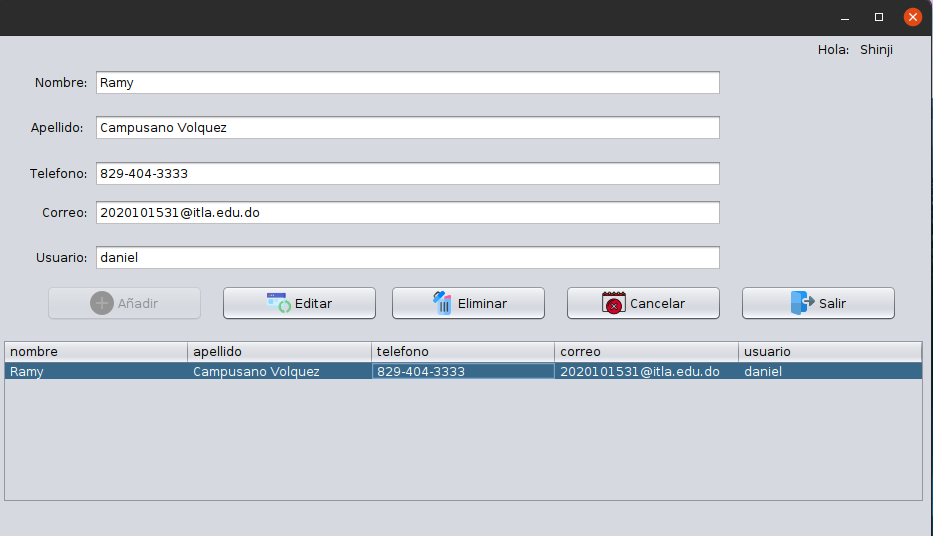 Hola: Shinji
Nombre: Ramy
Apellido: Campusano Volquez
Telefono: 829-404-3333
Correo: 2020101531@itla.edu.do
Usuario: daniel
Añadir Editar Eliminar Cancelar Salir
nombre apellido telefono correo usuario
Ramy Campusano Volquez 829-404-3333 2020101531@itla.edu.do daniel